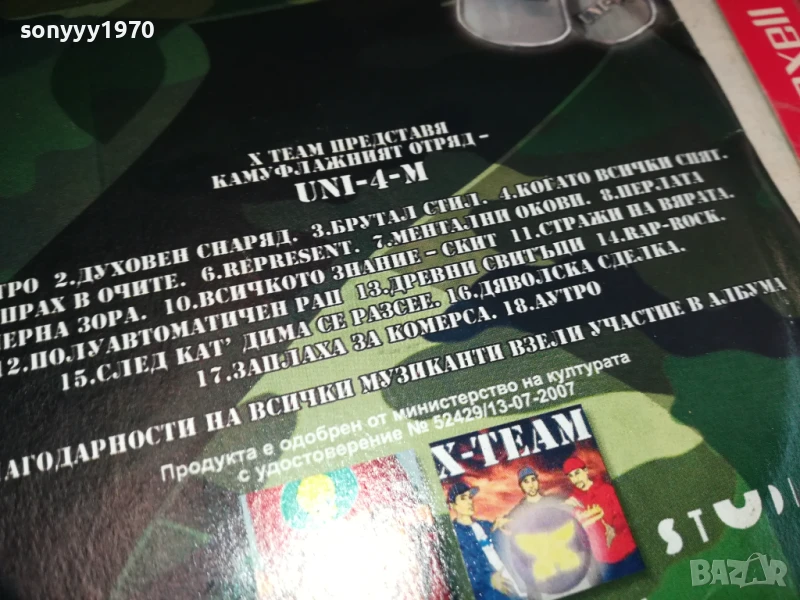 sonyyy1970
X TEAM ПРЕДСТАВЯ
КАМУФЛАЖНИЯТ ОТРЯД –
UNI-4-M
ТРО 2.ДУХОВЕН СНАРЯД. 3.БРУТАЛ СТИЛ. 4.КОГАТО ВСИЧКИ СПЯТ.
ПРАХ В ОЧИТЕ. 6.REPRESENT. 7.МЕНТАЛНИ ОКОВИ. 8.ПЕРЛАТА
ЧЕРНА ЗОРА. 10.ВСИЧКОТО ЗНАНИЕ – СКИТ 11.СТРАЖИ НА ВЯРАТА.
12.ПОЛУАВТОМАТИЧЕН РАП 13.ДРЕВНИ СВИТЪЦИ 14.RAP-ROCK.
15.СЛЕД КАТ' ДИМА СЕ РАЗСЕЕ. 16.ДЯВОЛСКА СДЕЛКА.
17.ЗАПЛАХА ЗА КОМЕРСА. 18.АУТРО
ЛАГОДАРНОСТИ НА ВСИЧКИ МУЗИКАНТИ ВЗЕЛИ УЧАСТИЕ В АЛБУМА
Продукта е одобрен от министерство на културата
с удостоверение № 52429/13-07-2007
X-TEAM
STUDI
BAZAR